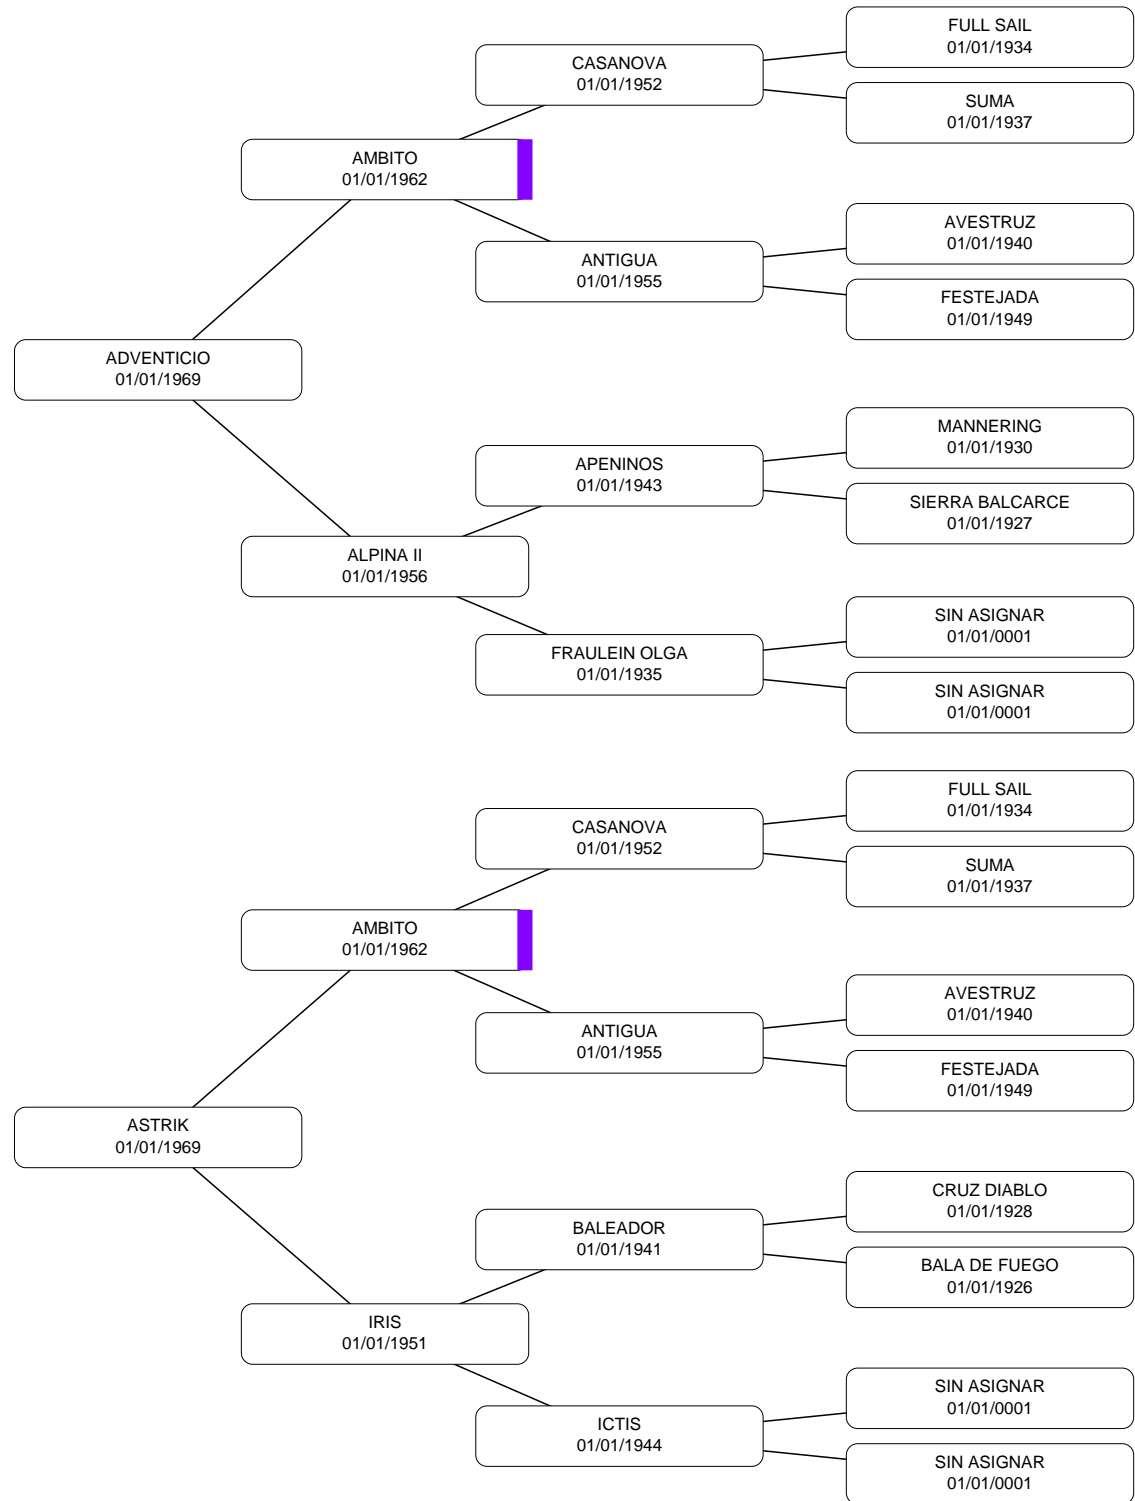 FULL SAIL
01/01/1934
CASANOVA
01/01/1952
SUMA
01/01/1937
AMBITO
01/01/1962
AVESTRUZ
01/01/1940
ANTIGUA
01/01/1955
FESTEJADA
01/01/1949
ADVENTICIO
01/01/1969
MANNERING
01/01/1930
APENINOS
01/01/1943
SIERRA BALCARCE
01/01/1927
ALPINA II
01/01/1956
SIN ASIGNAR
01/01/0001
FRAULEIN OLGA
01/01/1935
SIN ASIGNAR
01/01/0001
FULL SAIL
01/01/1934
CASANOVA
01/01/1952
SUMA
01/01/1937
AMBITO
01/01/1962
AVESTRUZ
01/01/1940
ANTIGUA
01/01/1955
FESTEJADA
01/01/1949
ASTRIK
01/01/1969
CRUZ DIABLO
01/01/1928
BALEADOR
01/01/1941
BALA DE FUEGO
01/01/1926
IRIS
01/01/1951
SIN ASIGNAR
01/01/0001
ICTIS
01/01/1944
SIN ASIGNAR
01/01/0001